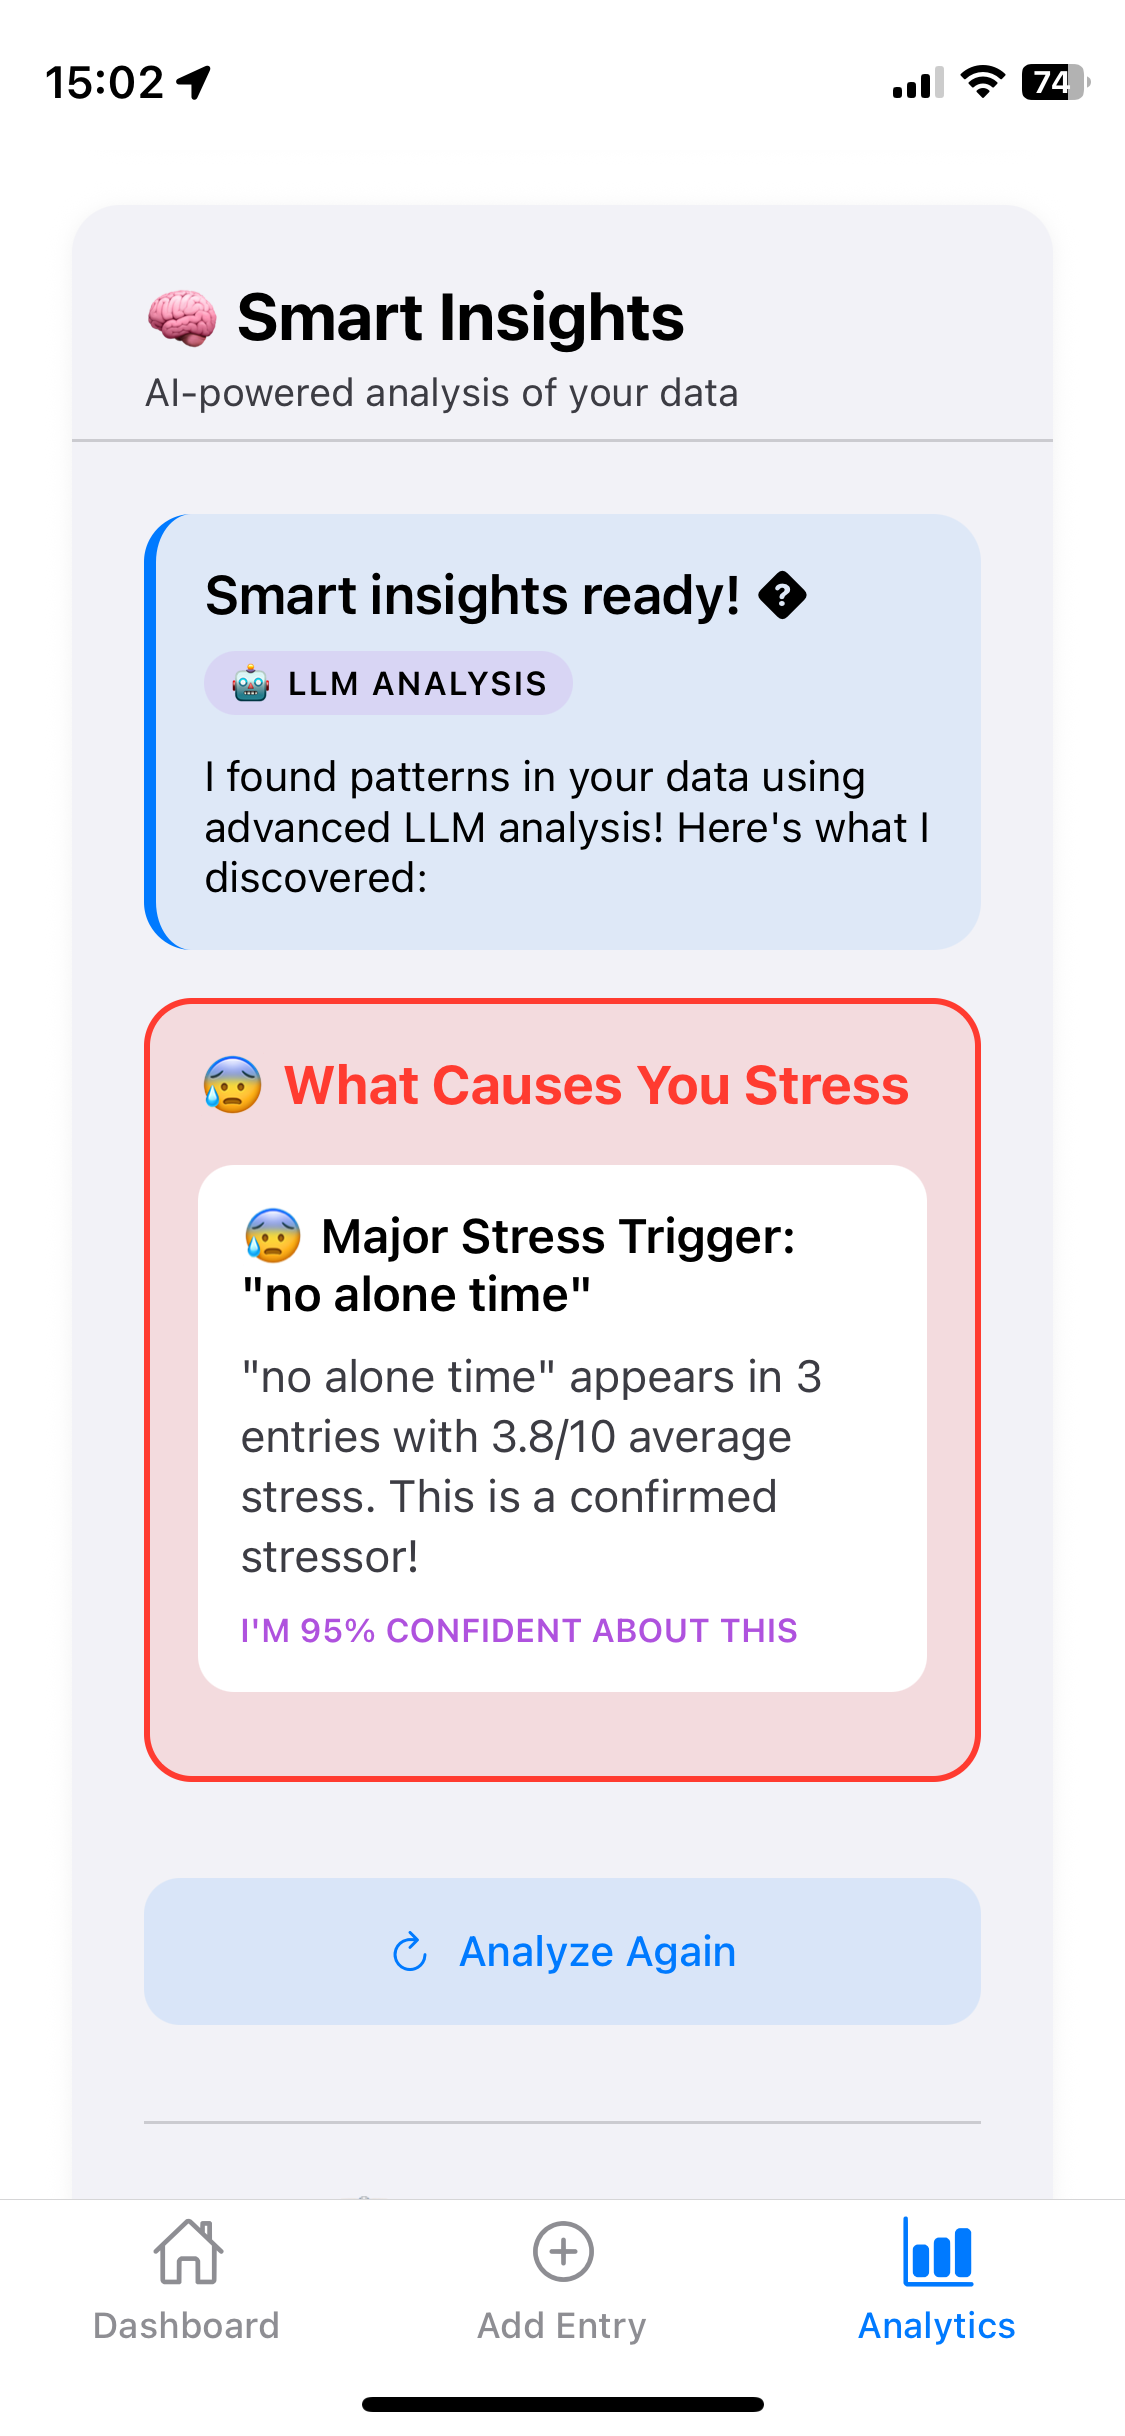 15:02
74
Smart Insights
AI-powered analysis of your data
Smart insights ready!
LLM ANALYSIS
I found patterns in your data using
advanced LLM analysis! Here's what I
discovered:
What Causes You Stress
Major Stress Trigger:
"no alone time"
"no alone time" appears in 3
entries with 3.8/10 average
stress. This is a confirmed
stressor!
I'M 95% CONFIDENT ABOUT THIS
Analyze Again
Dashboard
Add Entry
Analytics